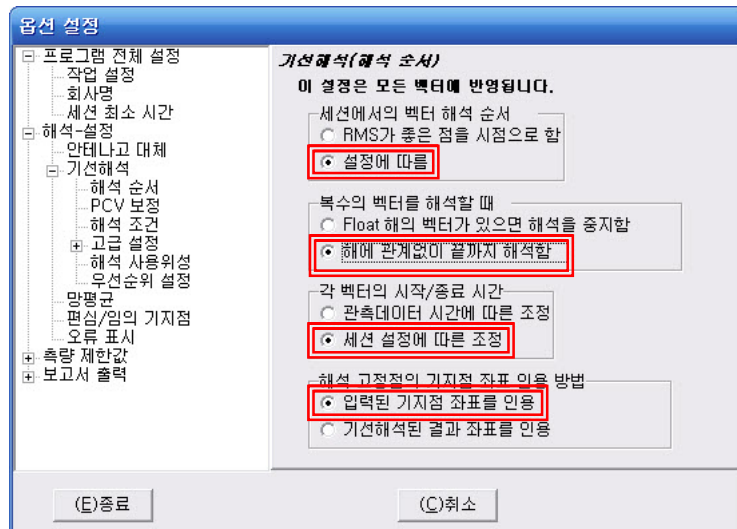 옵션 설정
프로그램 전체 설정
작업 설정
회사명
세션 최소 시간
해석-설정
안테나고 대체
기선해석
해석 순서
PCV 보정
해석 조건
고급 설정
해석 사용위성
우선순위 설정
망평균
편심/임의 기지점
오류 표시
측량 제한값
보고서 출력
기선해석(해석 순서)
이 설정은 모든 벡터에 반영됩니다.
세션에서의 벡터 해석 순서
RMS가 좋은 점을 시점으로 함
설정에 따름
복수의 벡터를 해석할 때
Float 해의 벡터가 있으면 해석을 중지함
해에 관계없이 끝까지 해석함
각 벡터의 시작/종료 시간
관측데이터 시간에 따른 조정
세션 설정에 따른 조정
해석 고정점의 기지점 좌표 인용 방법
입력된 기지점 좌표를 인용
기선해석된 결과 좌표를 인용
(E)종료
(C)취소